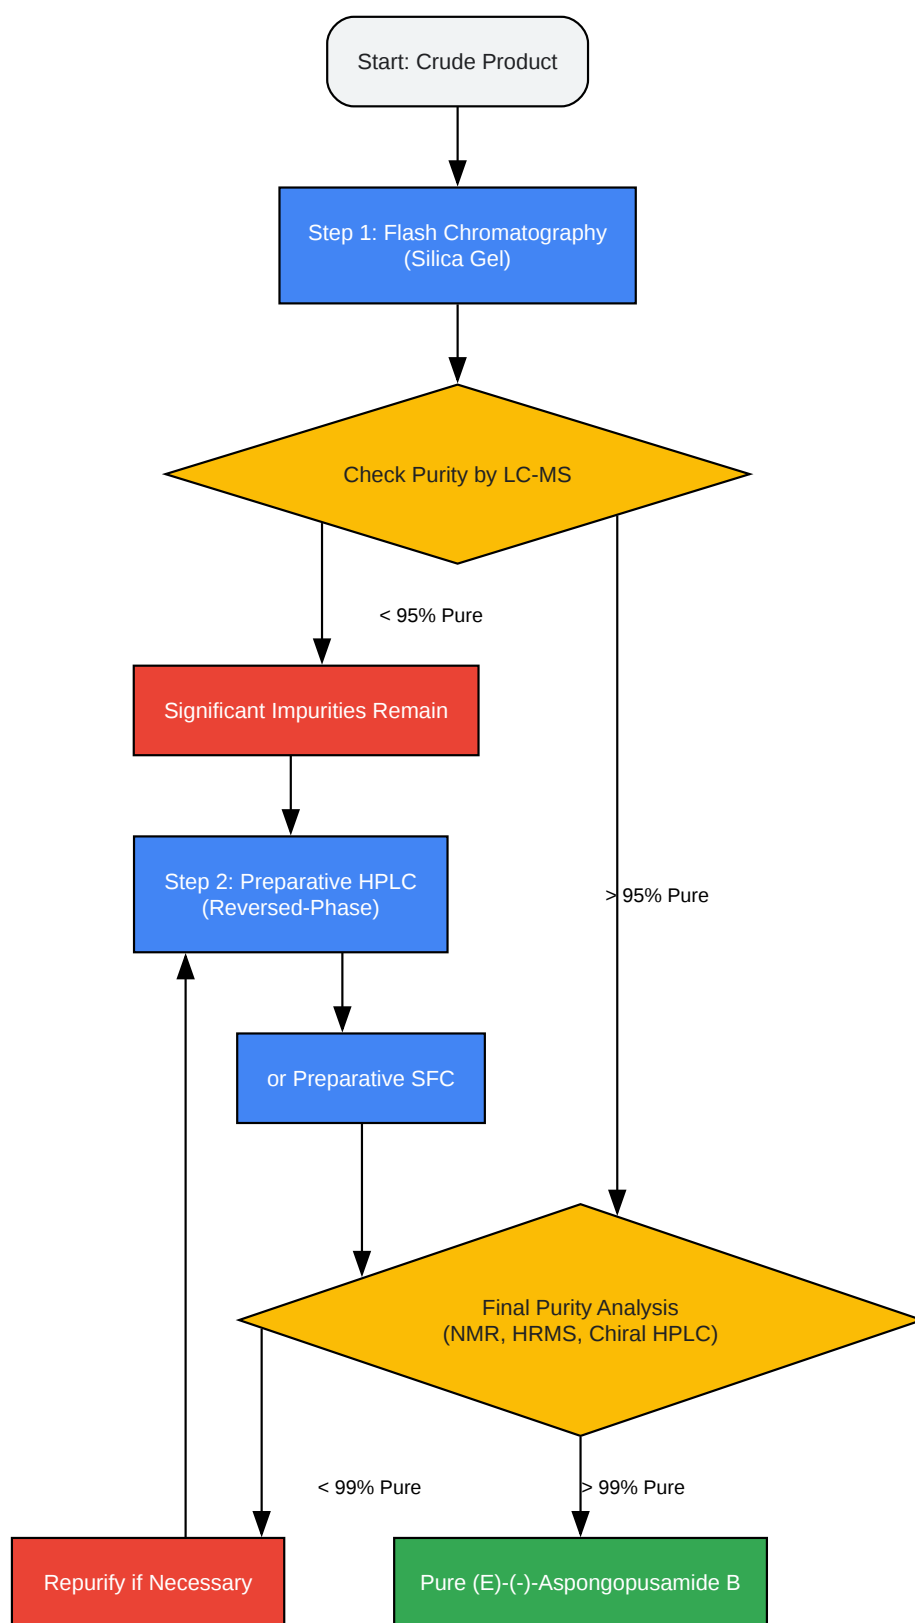 Start: Crude Product
Step 1: Flash Chromatography
(Silica Gel)
Check Purity by LC-MS
< 95% Pure
Significant Impurities Remain
Step 2: Preparative HPLC
(Reversed-Phase)
> 95% Pure
or Preparative SFC
Final Purity Analysis
(NMR, HRMS, Chiral HPLC)
< 99% Pure
> 99% Pure
Repurify if Necessary
Pure (E)-(-)-Aspongopusamide B